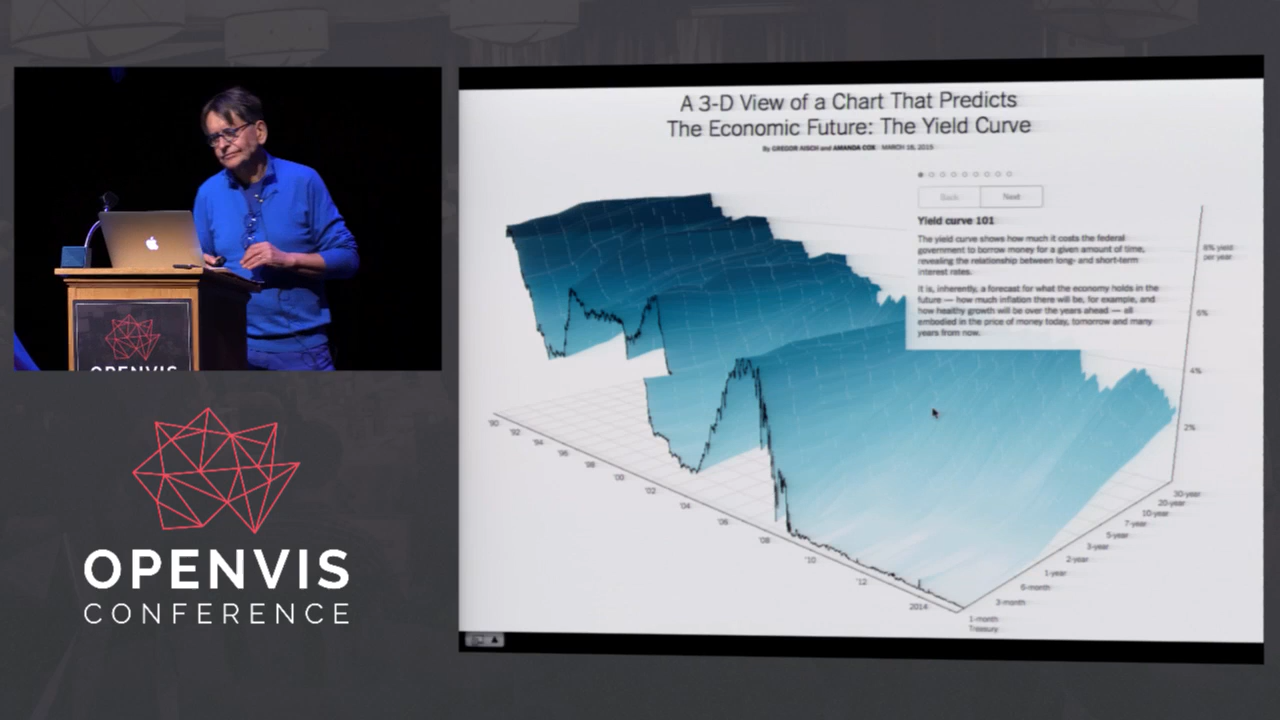 A 3-D View of a Chart That Predicts
The Economic Future: The Yield Curve
By GREGOR AISCH and AMANDA COX MARCH 18, 2015
Back Next
Yield curve 101
The yield curve shows how much it costs the federal
government to borrow money for a given amount of time,
revealing the relationship between long- and short-term
interest rates.
It is, inherently, a forecast for what the economy holds in the
future — how much inflation there will be, for example, and
how healthy growth will be over the years ahead — all
embodied in the price of money today, tomorrow and many
years from now.
8% yield
per year
6%
4%
2%
'90
'92
'94
'96
'98
'00
'02
'04
'06
'08
'10
'12
2014
30-year
20-year
10-year
7-year
5-year
3-year
2-year
1-year
6-month
3-month
1-month
Treasury
OPENVIS
OPENVIS
CONFERENCE